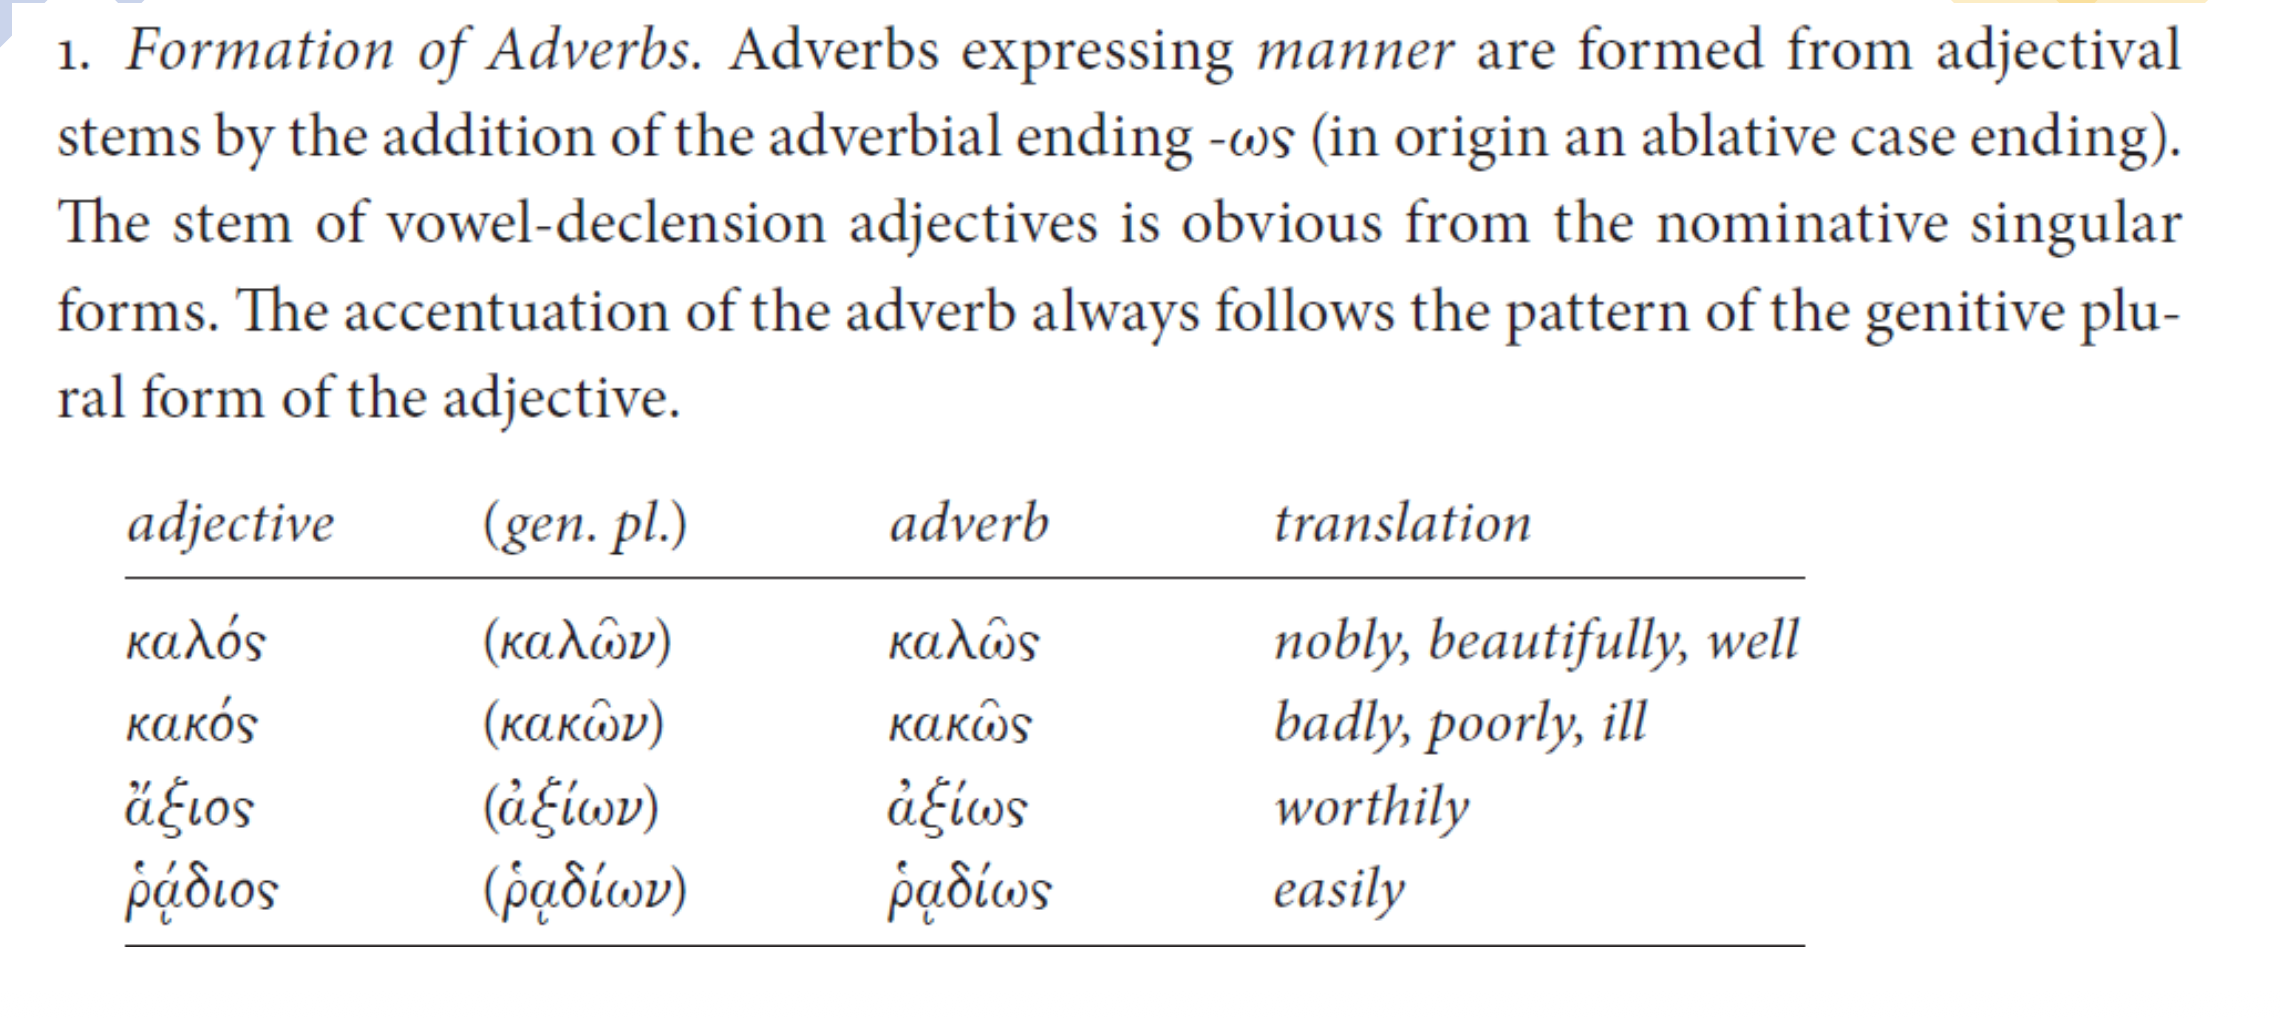 1. Formation of Adverbs. Adverbs expressing manner are formed from adjectival
stems by the addition of the adverbial ending -ως (in origin an ablative case ending).
The stem of vowel-declension adjectives is obvious from the nominative singular
forms. The accentuation of the adverb always follows the pattern of the genitive plu-
ral form of the adjective.
adjective (gen. pl.) adverb translation
καλός (καλῶν) καλῶς nobly, beautifully, well
κακός (κακῶν) κακῶς badly, poorly, ill
ἄξιος (ἀξίων) ἀξίως worthily
ῥᾴδιος (ῥᾳδίων) ῥᾳδίως easily